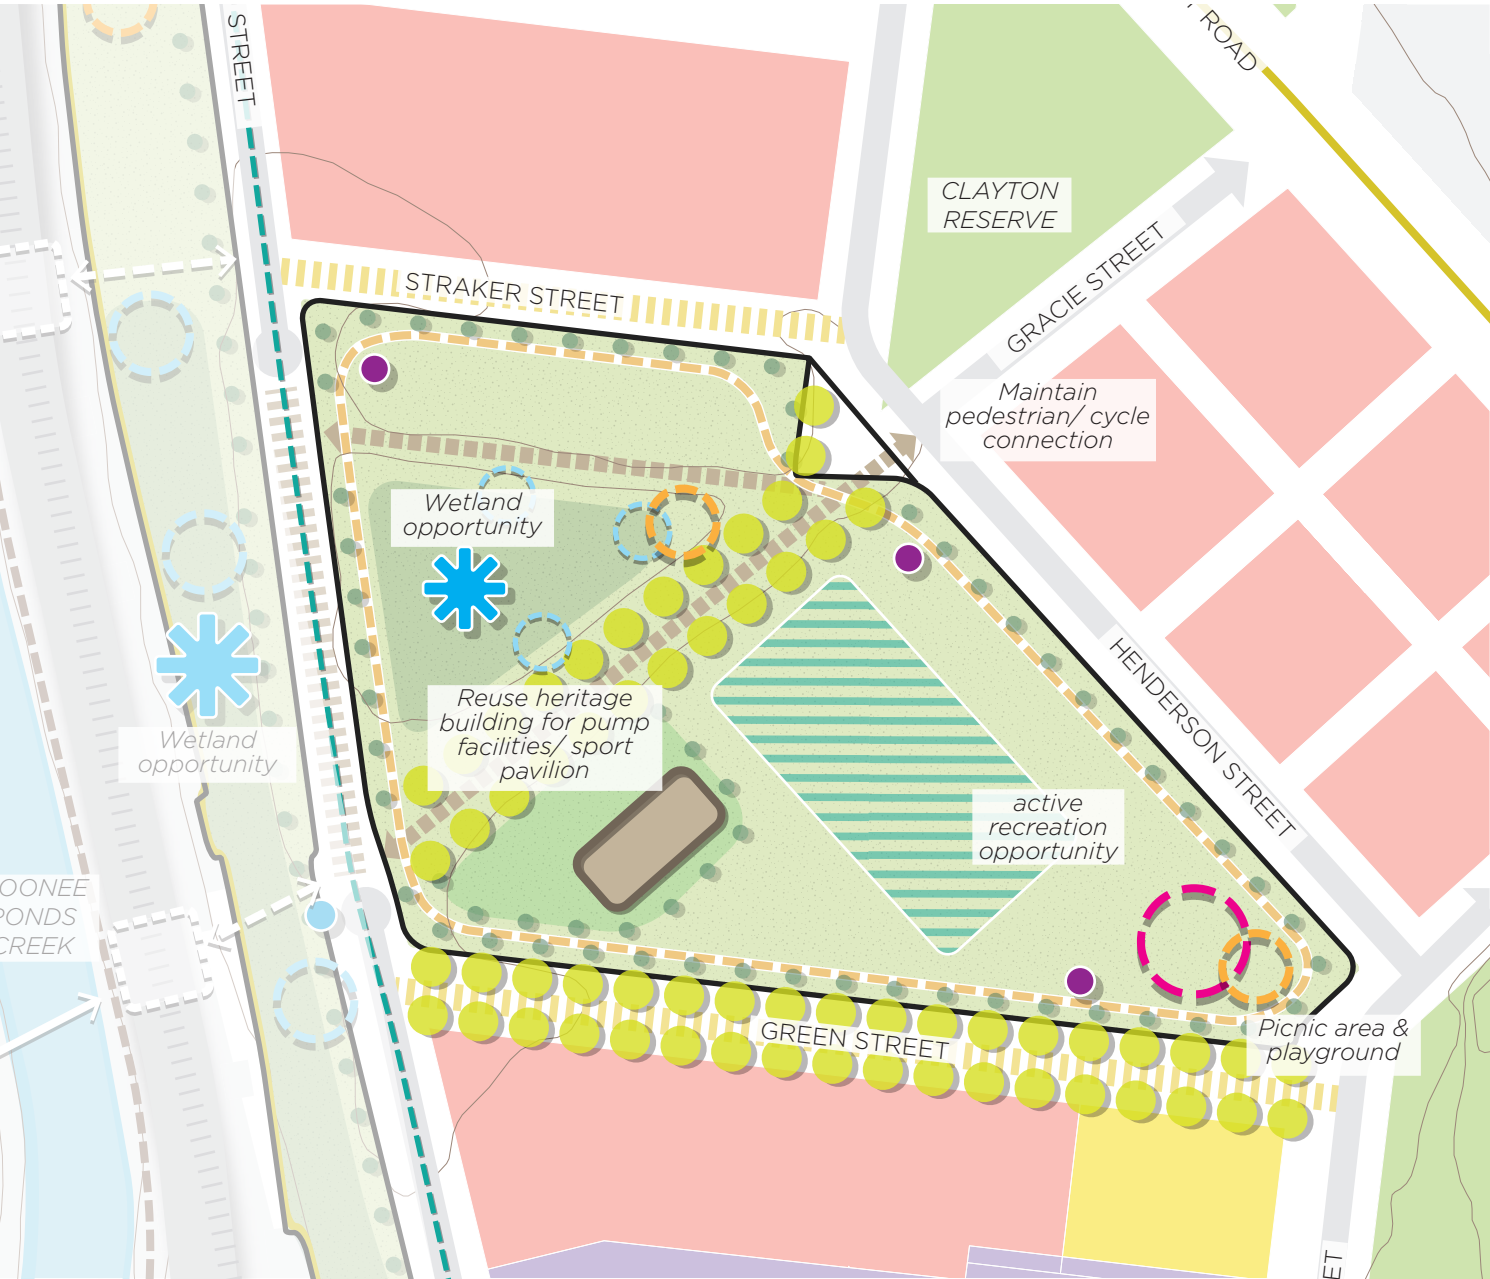 STREET
ROAD
CLAYTON
RESERVE
STRAKER STREET
GRACIE STREET
Maintain
pedestrian/ cycle
connection
Wetland
opportunity
Reuse heritage
building for pump
facilities/ sport
pavilion
Wetland
opportunity
HENDERSON STREET
active
recreation
opportunity
OONEE
PONDS
CREEK
GREEN STREET
Picnic area &
playground
ET